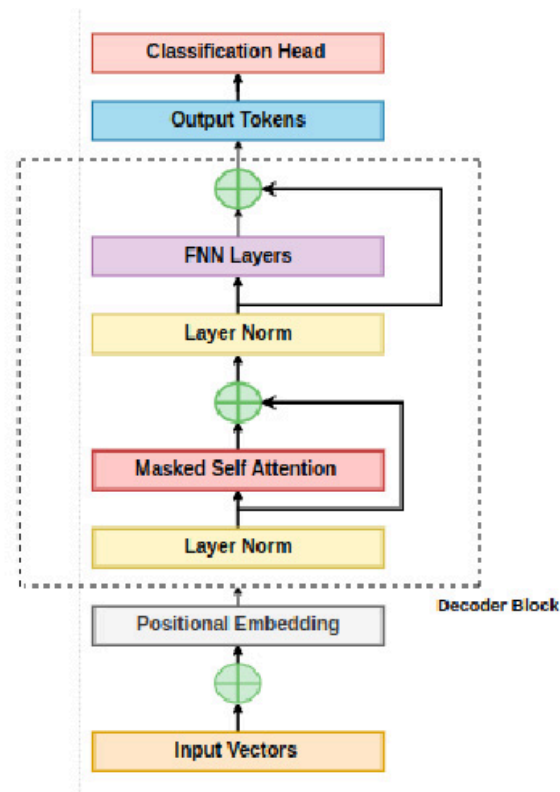 Classification Head
Output Tokens
FNN Layers
Layer Norm
Masked Self Attention
Layer Norm
Decoder Block
Positional Embedding
Input Vectors